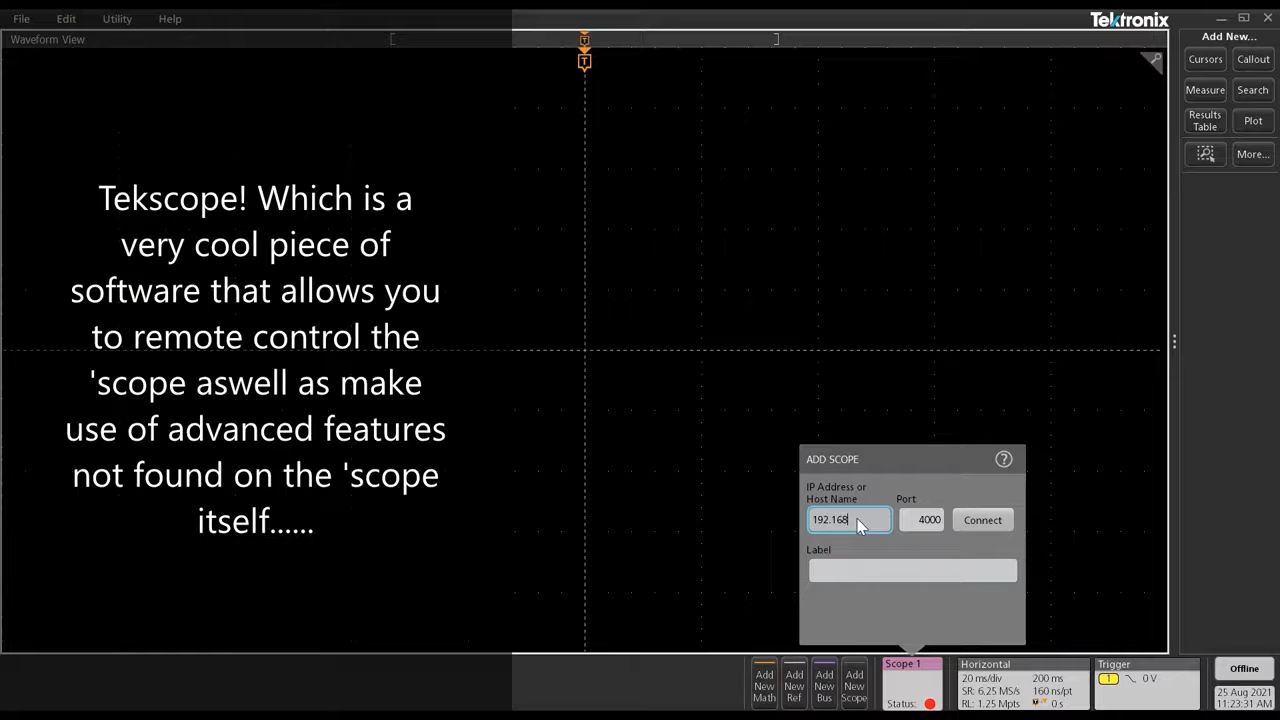 File Edit Utility Help
Tektronix
Waveform View
T
T
Add New...
Cursors Callout
Measure Search
Results
Table
Plot
More...
Tekscope! Which is a
very cool piece of
software that allows you
to remote control the
'scope aswell as make
use of advanced features
not found on the 'scope
itself......
ADD SCOPE
?
IP Address or
Host Name
Port
192.168
4000
Connect
Label
Add
New
Math
Add
New
Ref
Add
New
Bus
Add
New
Scope
Scope 1
Status:
Horizontal
20 ms/div 200 ms
SR: 6.25 MS/s 160 ns/pt
RL: 1.25 Mpts 0 s
Trigger
1 0 V
Offline
25 Aug 2021
11:23:31 AM